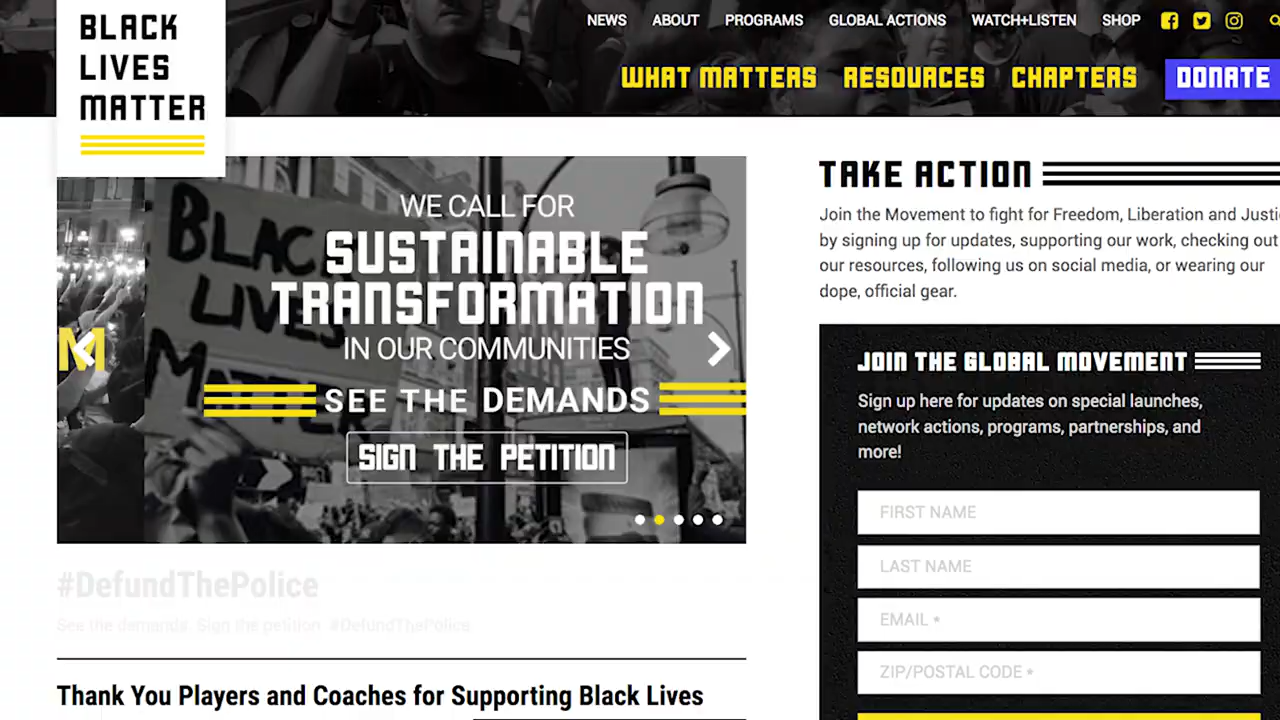 BLACK
LIVES
MATTER
NEWS ABOUT PROGRAMS GLOBAL ACTIONS WATCH+LISTEN SHOP
WHAT MATTERS RESOURCES CHAPTERS DONATE
BLAC
LIVES
MATTER
M
WE CALL FOR
SUSTAINABLE
TRANSFORMATION
IN OUR COMMUNITIES
SEE THE DEMANDS
SIGN THE PETITION
#DefundThePolice
See the demands. Sign the petition. #DefundThePolice
Thank You Players and Coaches for Supporting Black Lives
TAKE ACTION
Join the Movement to fight for Freedom, Liberation and Justi
by signing up for updates, supporting our work, checking out
our resources, following us on social media, or wearing our
dope, official gear.
JOIN THE GLOBAL MOVEMENT
Sign up here for updates on special launches,
network actions, programs, partnerships, and
more!
FIRST NAME
LAST NAME
EMAIL *
ZIP/POSTAL CODE *